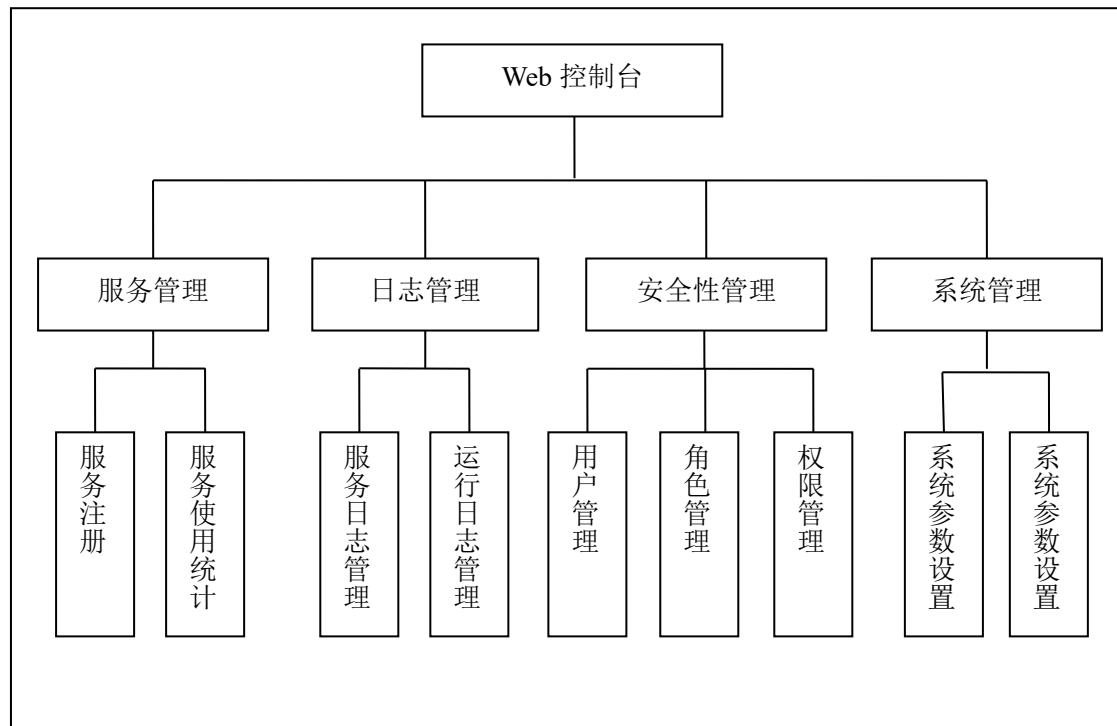 Web 控制台
服务管理
日志管理
安全性管理
系统管理
服务注册
服务使用统计
服务日志管理
运行日志管理
用户管理
角色管理
权限管理
系统参数设置
系统参数设置